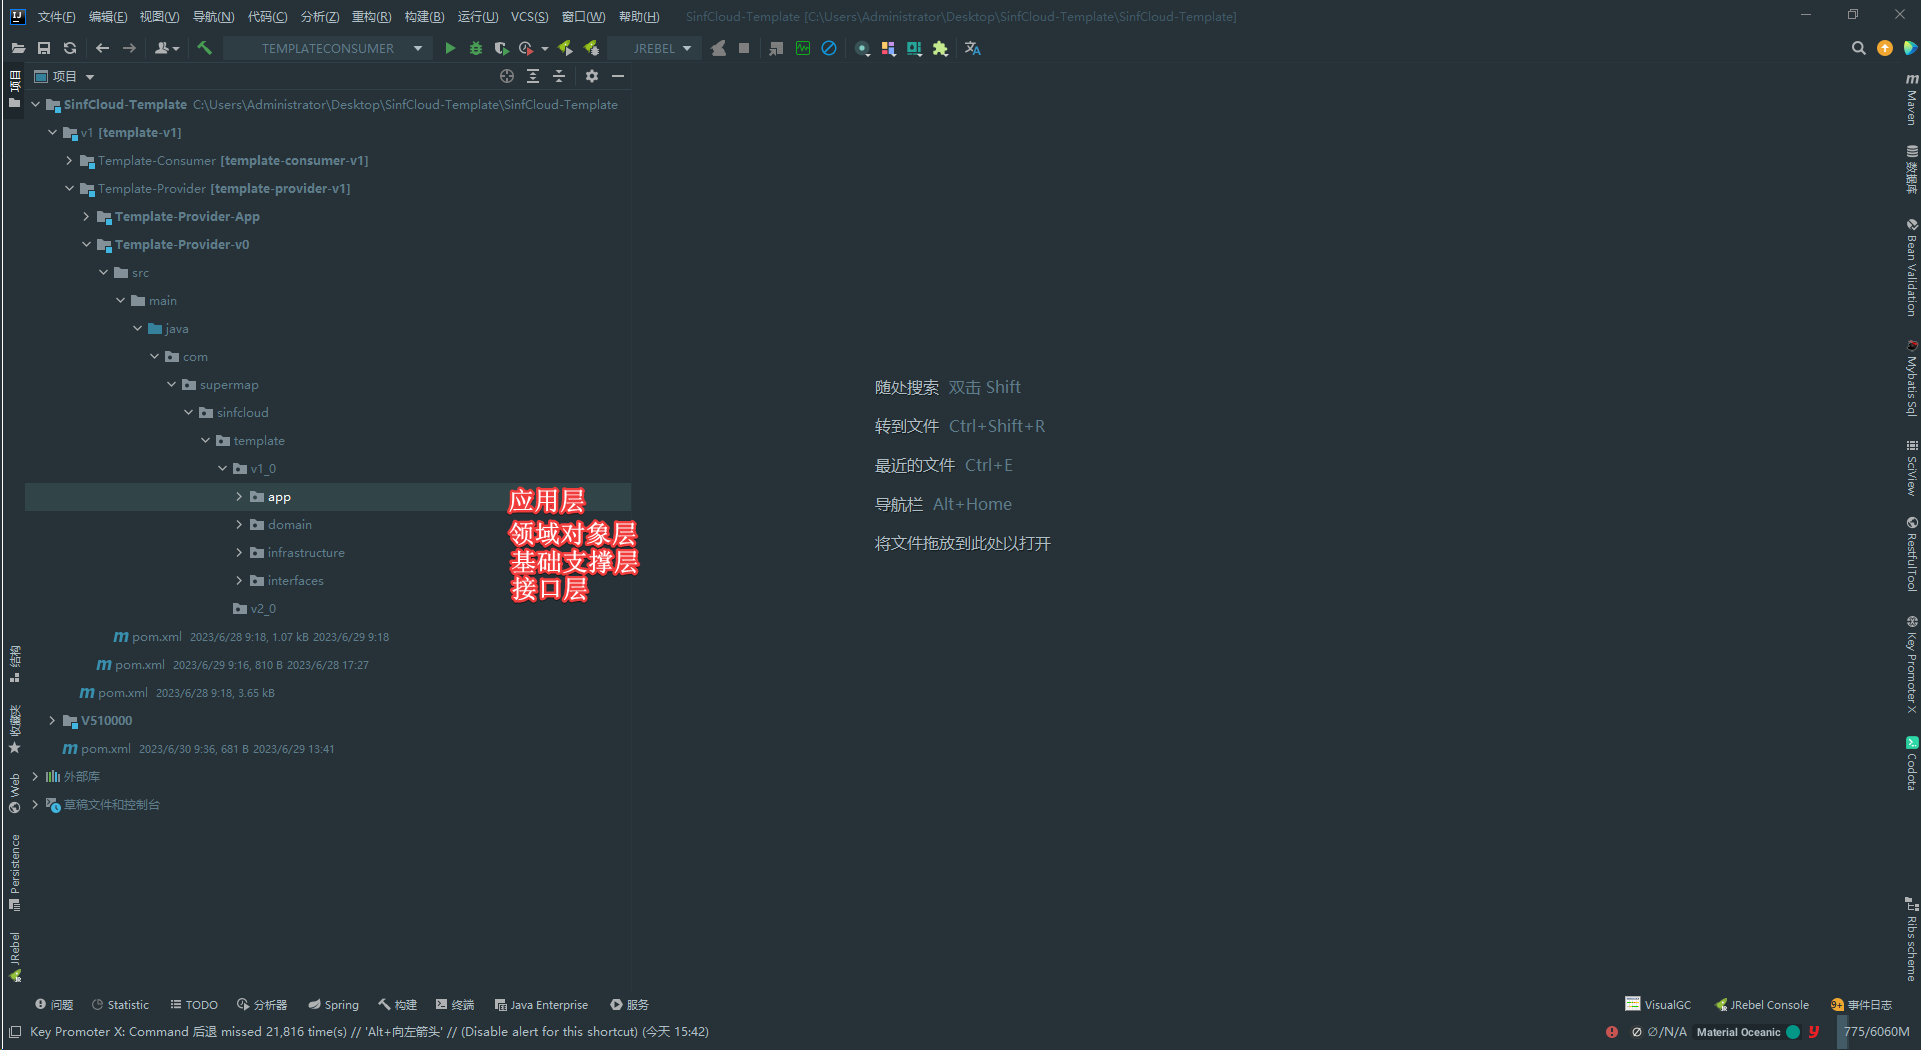 文件(F) 编辑(E) 视图(V) 导航(N) 代码(C) 分析(Z) 重构(R) 构建(B) 运行(U) VCS(S) 窗口(W) 帮助(H) SinfCloud-Template [C:\Users\Administrator\Desktop\SinfCloud-Template\SinfCloud-Template]
TEMPLATECONSUMER JREBEL
项目
项目
SinfCloud-Template C:\Users\Administrator\Desktop\SinfCloud-Template\SinfCloud-Template
v1 [template-v1]
Template-Consumer [template-consumer-v1]
Template-Provider [template-provider-v1]
Template-Provider-App
Template-Provider-v0
src
main
java
com
supermap
sinfcloud
template
v1_0
app 应用层
domain 领域对象层
infrastructure 基础支撑层
interfaces 接口层
v2_0
pom.xml 2023/6/28 9:18, 1.07 kB 2023/6/29 9:18
pom.xml 2023/6/29 9:16, 810 B 2023/6/28 17:27
pom.xml 2023/6/28 9:18, 3.65 kB
V510000
pom.xml 2023/6/30 9:36, 681 B 2023/6/29 13:41
外部库
草稿文件和控制台
结构
收藏夹
Web
Persistence
JRebel
随处搜索 双击 Shift
转到文件 Ctrl+Shift+R
最近的文件 Ctrl+E
导航栏 Alt+Home
将文件拖放到此处以打开
Maven
数据库
Bean Validation
Mybatis Sql
SciView
RestfulTool
Key Promoter X
Codota
Ribs scheme
问题 Statistic TODO 分析器 Spring 构建 终端 Java Enterprise 服务 VisualGC JRebel Console 9+ 事件日志
Key Promoter X: Command 后退 missed 21,816 time(s) // 'Alt+向左箭头' // (Disable alert for this shortcut) (今天 15:42) ∅/N/A Material Oceanic 775/6060M